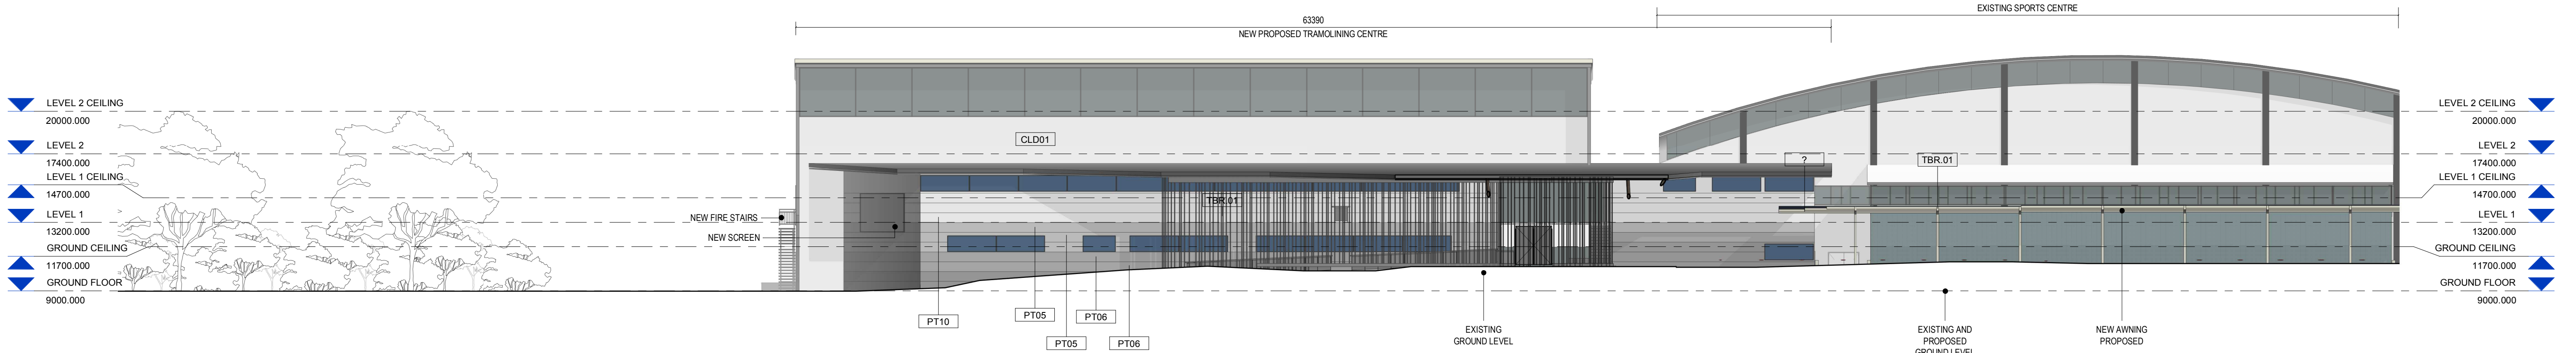 EXISTING SPORTS CENTRE
63390
NEW PROPOSED TRAMOLINING CENTRE
LEVEL 2 CEILING
20000.000
LEVEL 2
17400.000
LEVEL 1 CEILING
14700.000
LEVEL 1
13200.000
GROUND CEILING
11700.000
GROUND FLOOR
9000.000
NEW FIRE STAIRS
NEW SCREEN
CLD01
TBR.01
?
TBR.01
LEVEL 2 CEILING
20000.000
LEVEL 2
17400.000
LEVEL 1 CEILING
14700.000
LEVEL 1
13200.000
GROUND CEILING
11700.000
GROUND FLOOR
9000.000
PT10
PT05
PT06
PT05
PT06
EXISTING
GROUND LEVEL
EXISTING AND
PROPOSED
GROUND LEVEL
NEW AWNING
PROPOSED